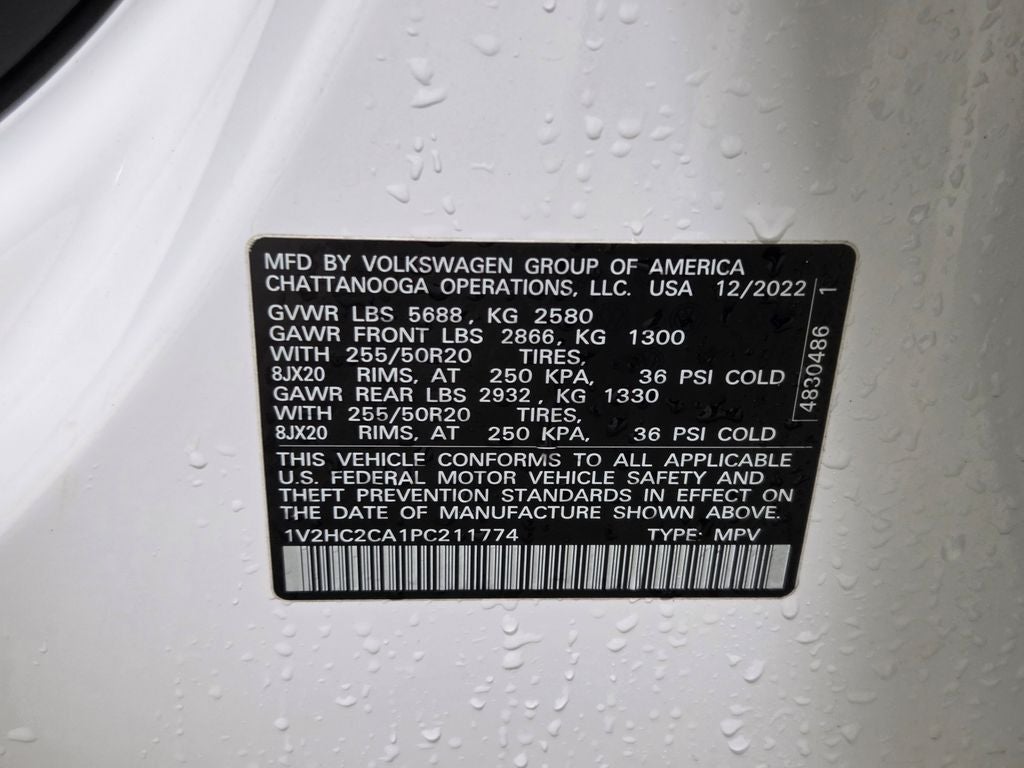 MFD BY VOLKSWAGEN GROUP OF AMERICA
CHATTANOOGA OPERATIONS, LLC. USA 12/2022
GVWR LBS 5688, KG 2580
GAWR FRONT LBS 2866, KG 1300
WITH 255/50R20 TIRES,
8JX20 RIMS, AT 250 KPA, 36 PSI COLD
GAWR REAR LBS 2932, KG 1330
WITH 255/50R20 TIRES,
8JX20 RIMS, AT 250 KPA, 36 PSI COLD
4830486 1
THIS VEHICLE CONFORMS TO ALL APPLICABLE
U.S. FEDERAL MOTOR VEHICLE SAFETY AND
THEFT PREVENTION STANDARDS IN EFFECT ON
THE DATE OF MANUFACTURE SHOWN ABOVE.
1V2HC2CA1PC211774 TYPE: MPV